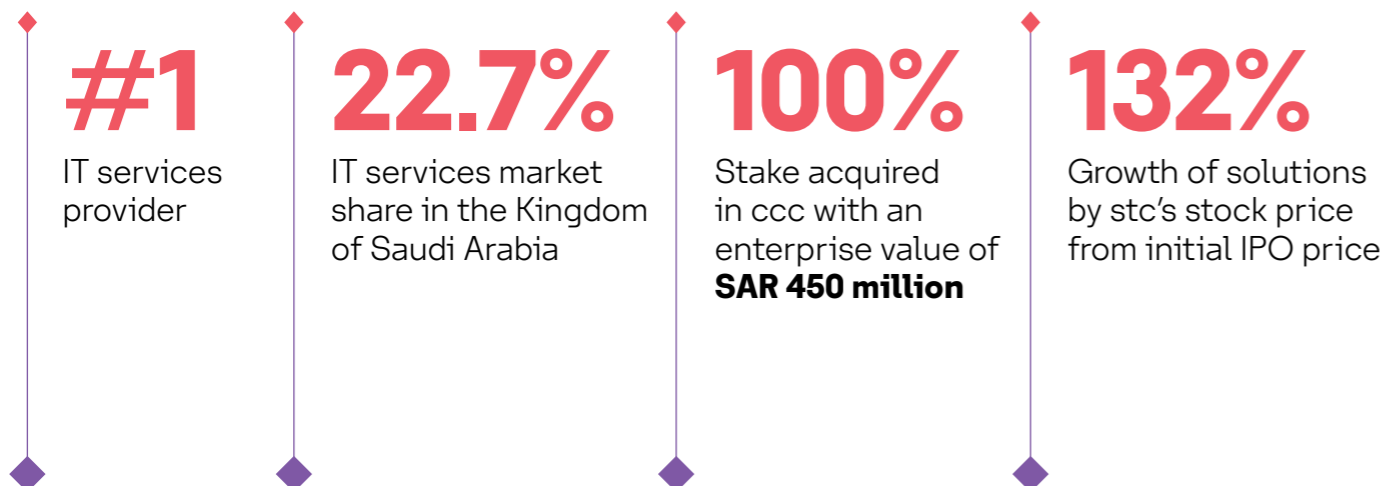 #1
IT services
provider
22.7%
IT services market
share in the Kingdom
of Saudi Arabia
100%
Stake acquired
in ccc with an
enterprise value of
SAR 450 million
132%
Growth of solutions
by stc’s stock price
from initial IPO price